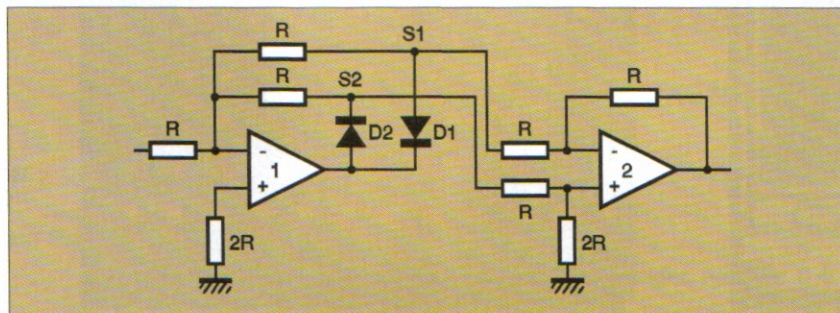 R S1
R S2 R
R D2 D1 R
- 1 + - 2 +
R
2R 2R